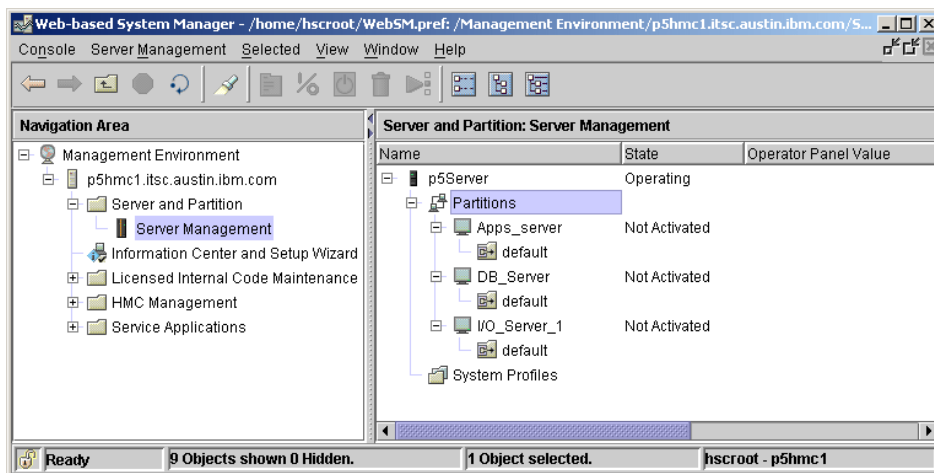 Web-based System Manager - /home/hscroot/WebSM.pref: /Management Environment/p5hmc1.itsc.austin.ibm.com/S...
Console Server Management Selected View Window Help
Navigation Area
Management Environment
p5hmc1.itsc.austin.ibm.com
Server and Partition
Server Management
Information Center and Setup Wizard
Licensed Internal Code Maintenance
HMC Management
Service Applications
Server and Partition: Server Management
Name State Operator Panel Value
p5Server Operating
Partitions
Apps_server Not Activated
default
DB_Server Not Activated
default
I/O_Server_1 Not Activated
default
System Profiles
Ready 9 Objects shown 0 Hidden. 1 Object selected. hscroot - p5hmc1